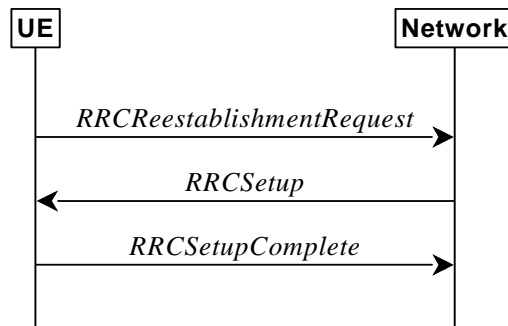 UE Network
RRCReestablishmentRequest
RRCSetup
RRCSetupComplete